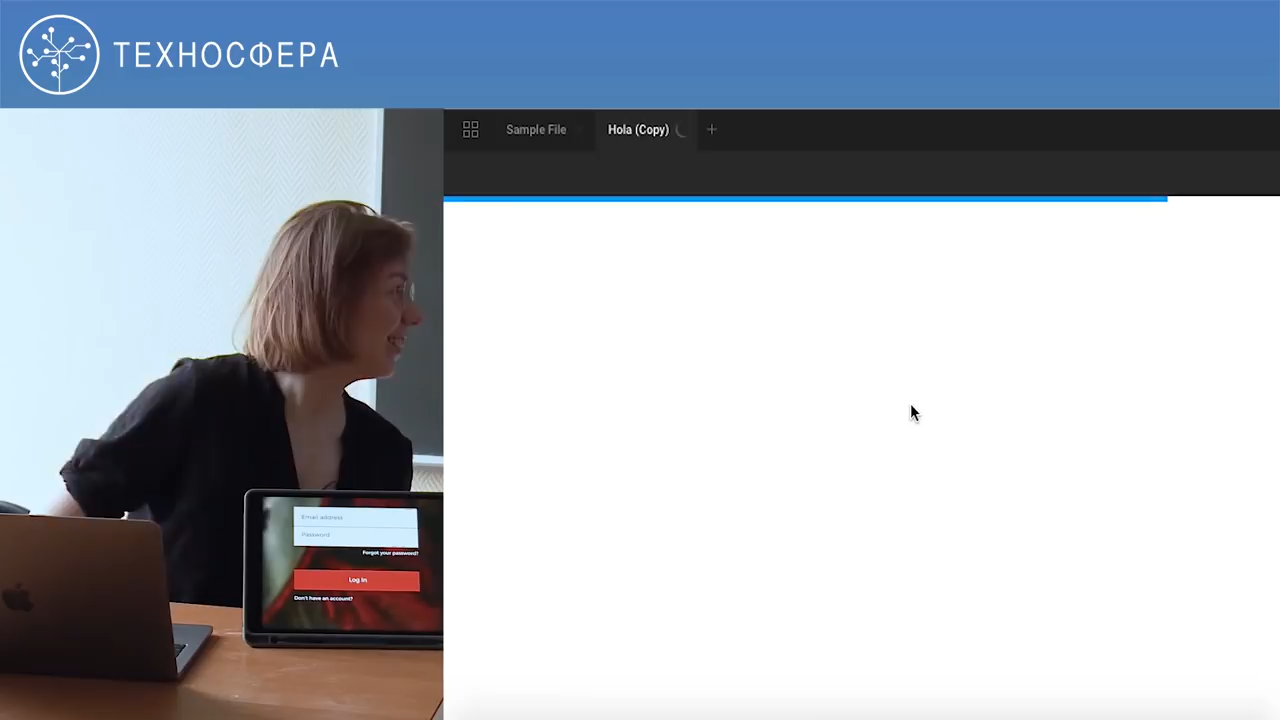 ТЕХНОСФЕРА
Sample File
Hola (Copy)
Email address
Password
Forgot your password?
Log in
Don't have an account?